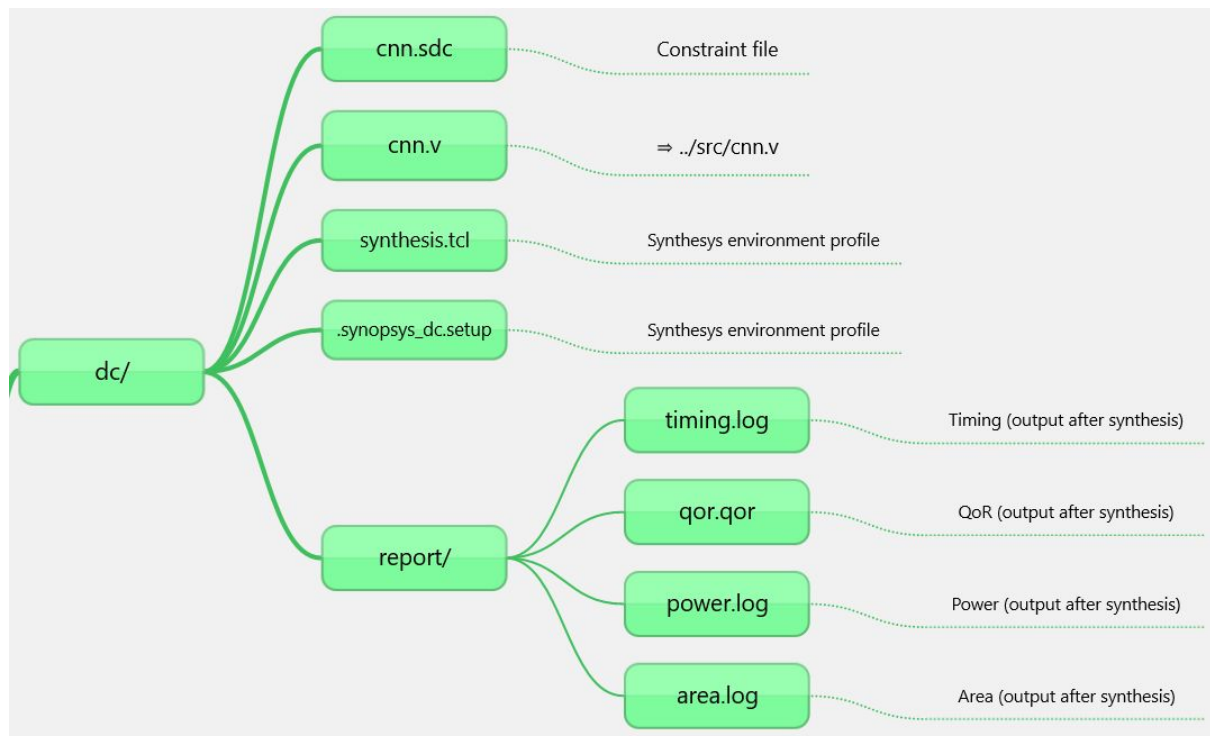 cnn.sdc
Constraint file
cnn.v
⇒ ../src/cnn.v
synthesis.tcl
Synthesys environment profile
.synopsys_dc.setup
Synthesys environment profile
dc/
timing.log
Timing (output after synthesis)
qor.qor
QoR (output after synthesis)
report/
power.log
Power (output after synthesis)
area.log
Area (output after synthesis)